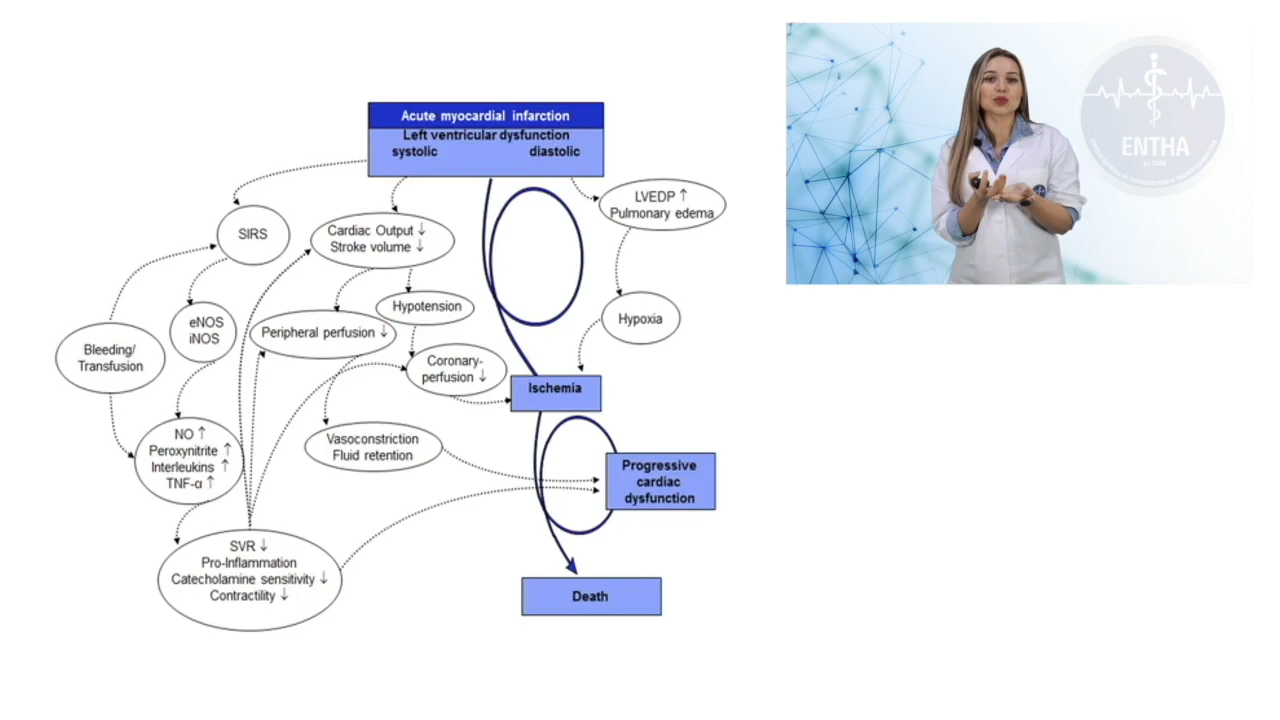 Acute myocardial infarction
Left ventricular dysfunction
systolic diastolic
LVEDP ↑
Pulmonary edema
SIRS
Cardiac Output ↓
Stroke volume ↓
eNOS
iNOS
Hypotension
Peripheral perfusion ↓
Hypoxia
Bleeding/
Transfusion
Coronary-
perfusion ↓
Ischemia
NO ↑
Peroxynitrite ↑
Interleukins ↑
TNF-α ↑
Vasoconstriction
Fluid retention
Progressive
cardiac
dysfunction
SVR ↓
Pro-Inflammation
Catecholamine sensitivity ↓
Contractility ↓
Death
ENTHA